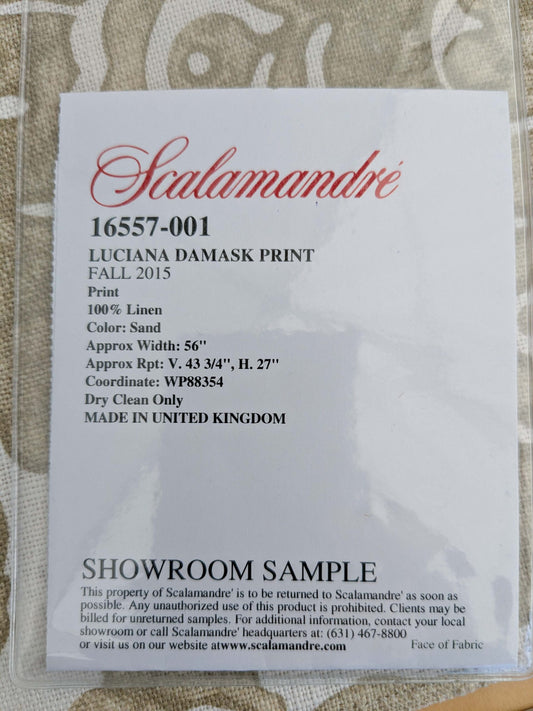 Scalamandré
16557-001
LUCIANA DAMASK PRINT
FALL 2015
Print
100% Linen
Color: Sand
Approx Width: 56"
Approx Rpt: V. 43 3/4", H. 27"
Coordinate: WP88354
Dry Clean Only
MADE IN UNITED KINGDOM
SHOWROOM SAMPLE
This property of Scalamandre' is to be returned to Scalamandre' as soon as
possible. Any unauthorized use of this product is prohibited. Clients may be
billed for unreturned samples. For additional information, contact your local
showroom or call Scalamandre' headquarters at: (631) 467-8800
or visit us on our website atwww.scalamandre.com Face of Fabric